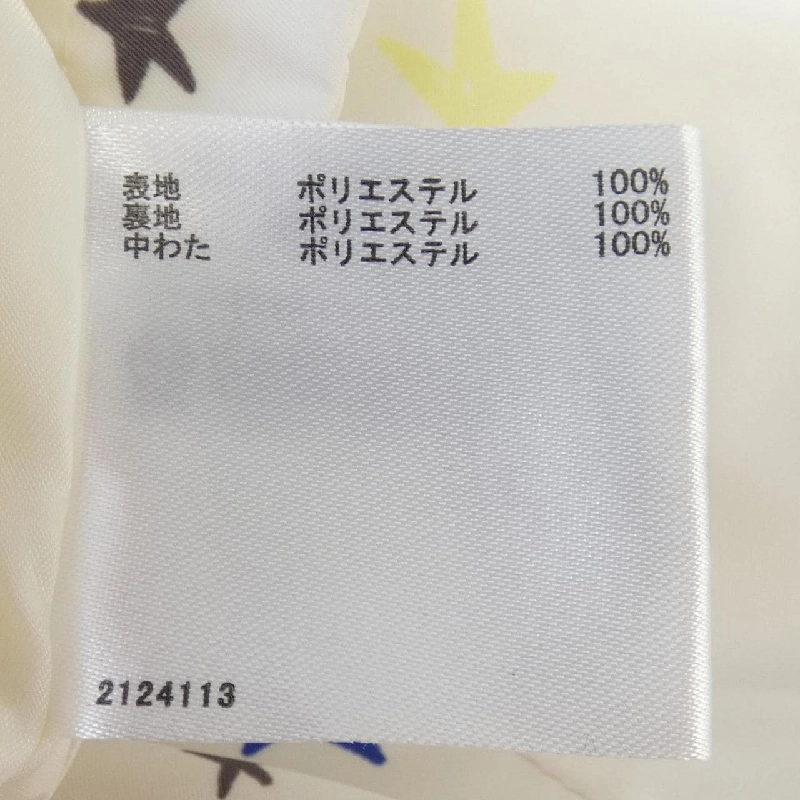 表地 ポリエステル 100%
裏地 ポリエステル 100%
中わた ポリエステル 100%
2124113